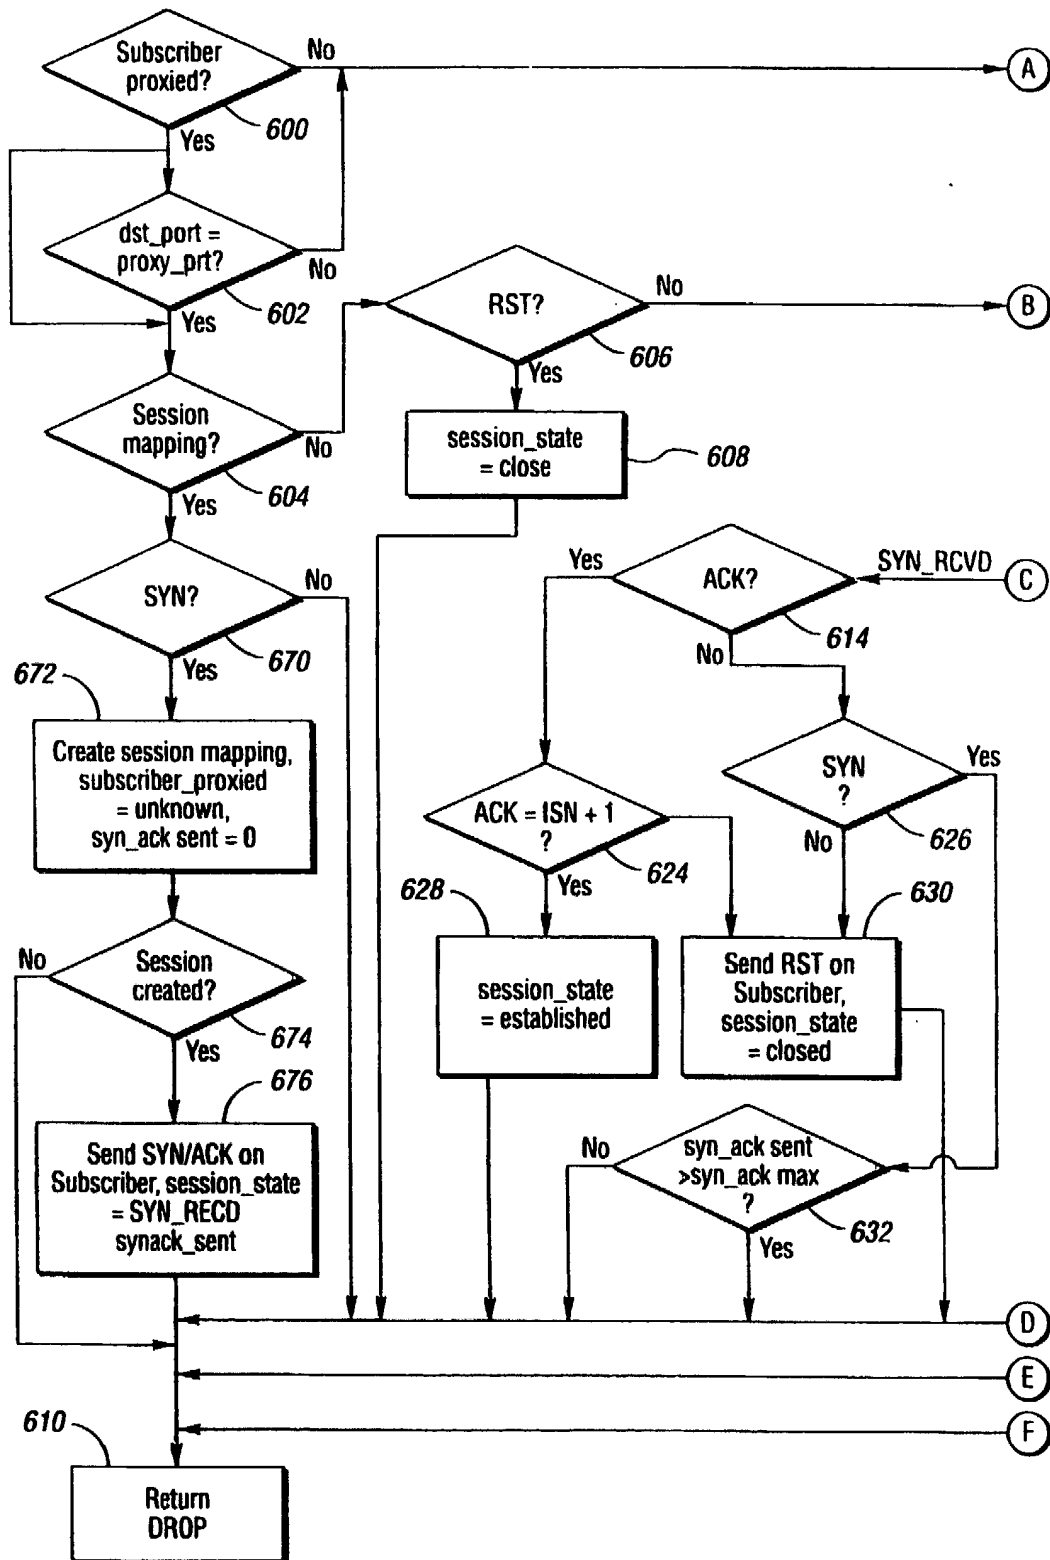 Subscriber
proxied?
No
A
600
Yes
dst_port =
proxy_prt?
No
602
Yes
RST?
No
B
606
Yes
Session
mapping?
No
604
Yes
session_state
= close
608
SYN?
No
670
Yes
Yes
ACK?
SYN_RCVD
C
614
No
672
Create session mapping,
subscriber_proxied
= unknown,
syn_ack sent = 0
SYN
?
Yes
626
No
ACK = ISN + 1
?
624
Yes
628
session_state
= established
630
Send RST on
Subscriber,
session_state
= closed
No
Session
created?
674
Yes
676
Send SYN/ACK on
Subscriber, session_state
= SYN_RECD
synack_sent
No
syn_ack sent
>syn_ack max
?
632
Yes
D
E
F
610
Return
DROP